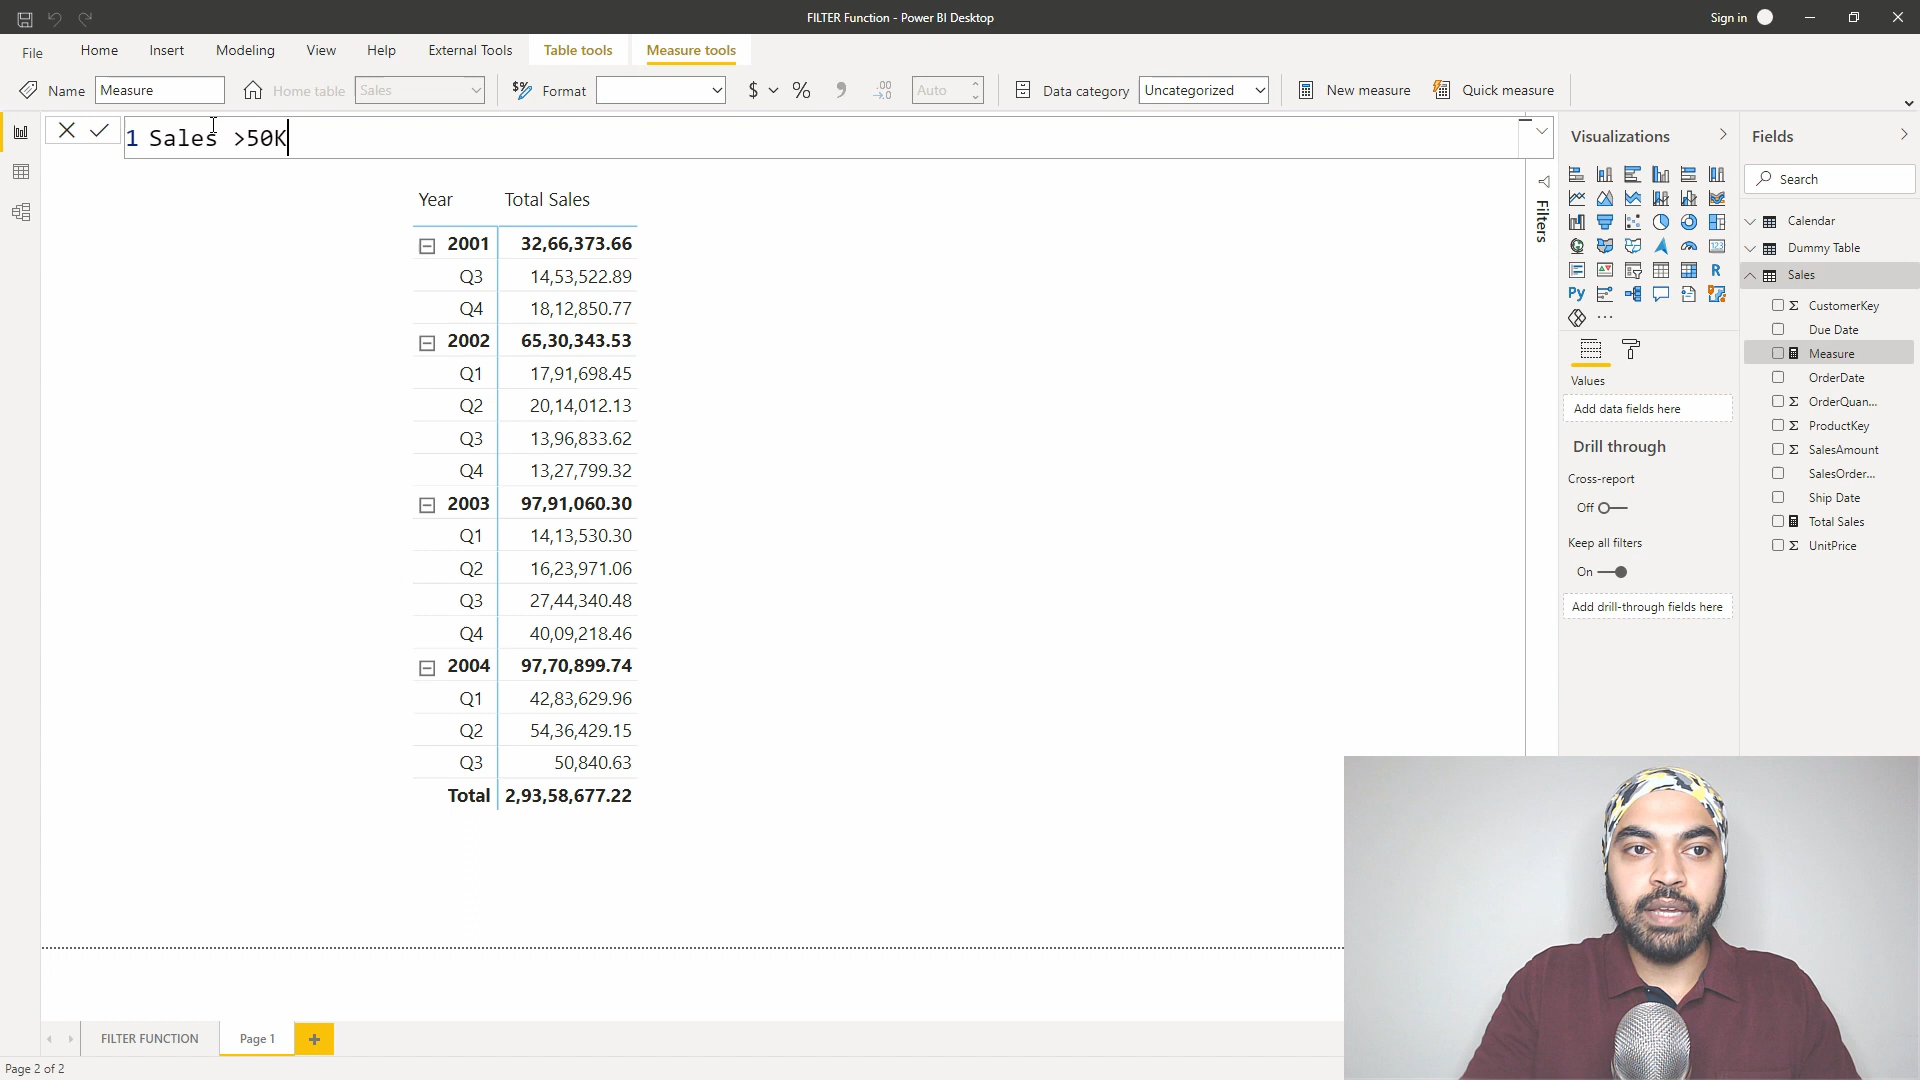 FILTER Function - Power BI Desktop
Sign in
File Home Insert Modeling View Help External Tools Table tools Measure tools
Name Measure Home table Sales Format $ % Auto Data category Uncategorized New measure Quick measure
1 Sales >50K
Year Total Sales
2001 32,66,373.66
Q3 14,53,522.89
Q4 18,12,850.77
2002 65,30,343.53
Q1 17,91,698.45
Q2 20,14,012.13
Q3 13,96,833.62
Q4 13,27,799.32
2003 97,91,060.30
Q1 14,13,530.30
Q2 16,23,971.06
Q3 27,44,340.48
Q4 40,09,218.46
2004 97,70,899.74
Q1 42,83,629.96
Q2 54,36,429.15
Q3 50,840.63
Total 2,93,58,677.22
Filters
Visualizations
Values
Add data fields here
Drill through
Cross-report
Off
Keep all filters
On
Add drill-through fields here
Fields
Search
Calendar
Dummy Table
Sales
CustomerKey
Due Date
Measure
OrderDate
OrderQuan...
ProductKey
SalesAmount
SalesOrder...
Ship Date
Total Sales
UnitPrice
FILTER FUNCTION Page 1 +
Page 2 of 2